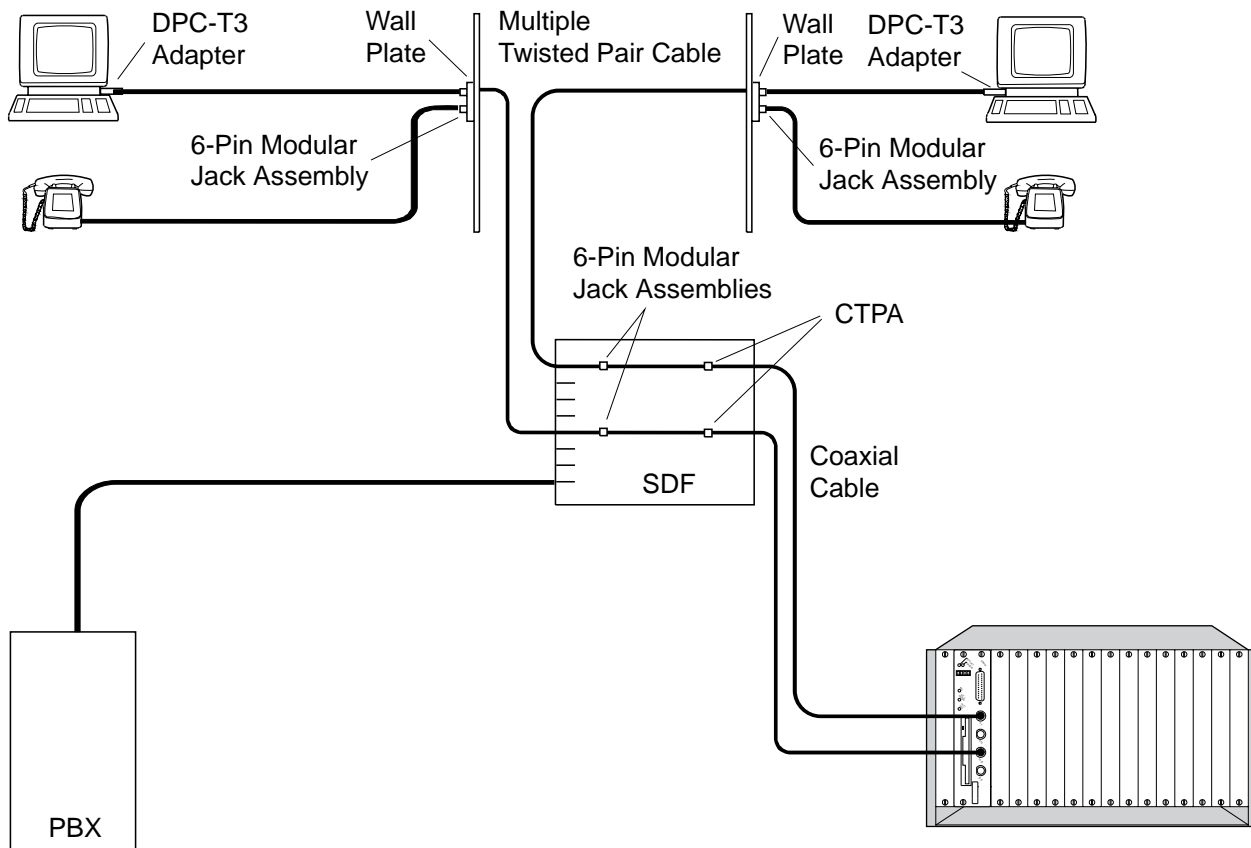 DPC-T3
Adapter
Wall
Plate
Multiple
Twisted Pair Cable
Wall
Plate
DPC-T3
Adapter
6-Pin Modular
Jack Assembly
6-Pin Modular
Jack Assembly
6-Pin Modular
Jack Assemblies
CTPA
SDF
Coaxial
Cable
PBX